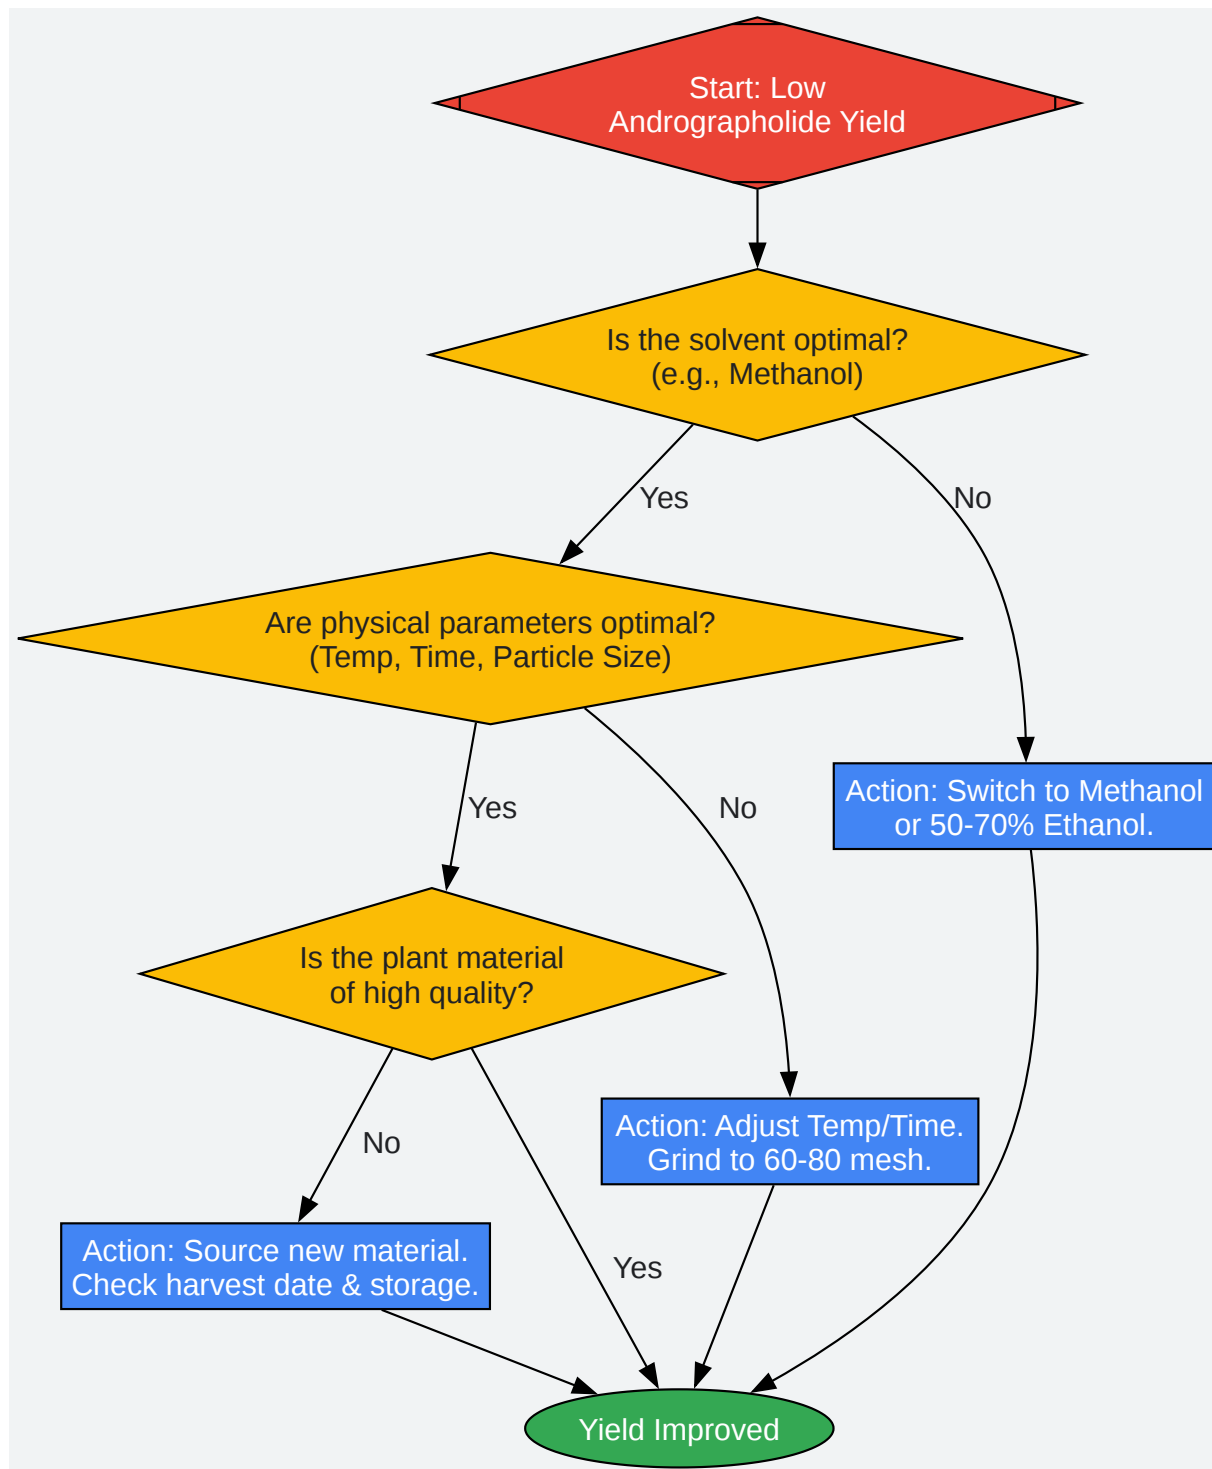 Start: Low
Andrographolide Yield
Is the solvent optimal?
(e.g., Methanol)
Yes
No
Are physical parameters optimal?
(Temp, Time, Particle Size)
Action: Switch to Methanol
or 50-70% Ethanol.
Yes
No
Is the plant material
of high quality?
Action: Adjust Temp/Time.
Grind to 60-80 mesh.
No
Action: Source new material.
Check harvest date & storage.
Yes
Yield Improved